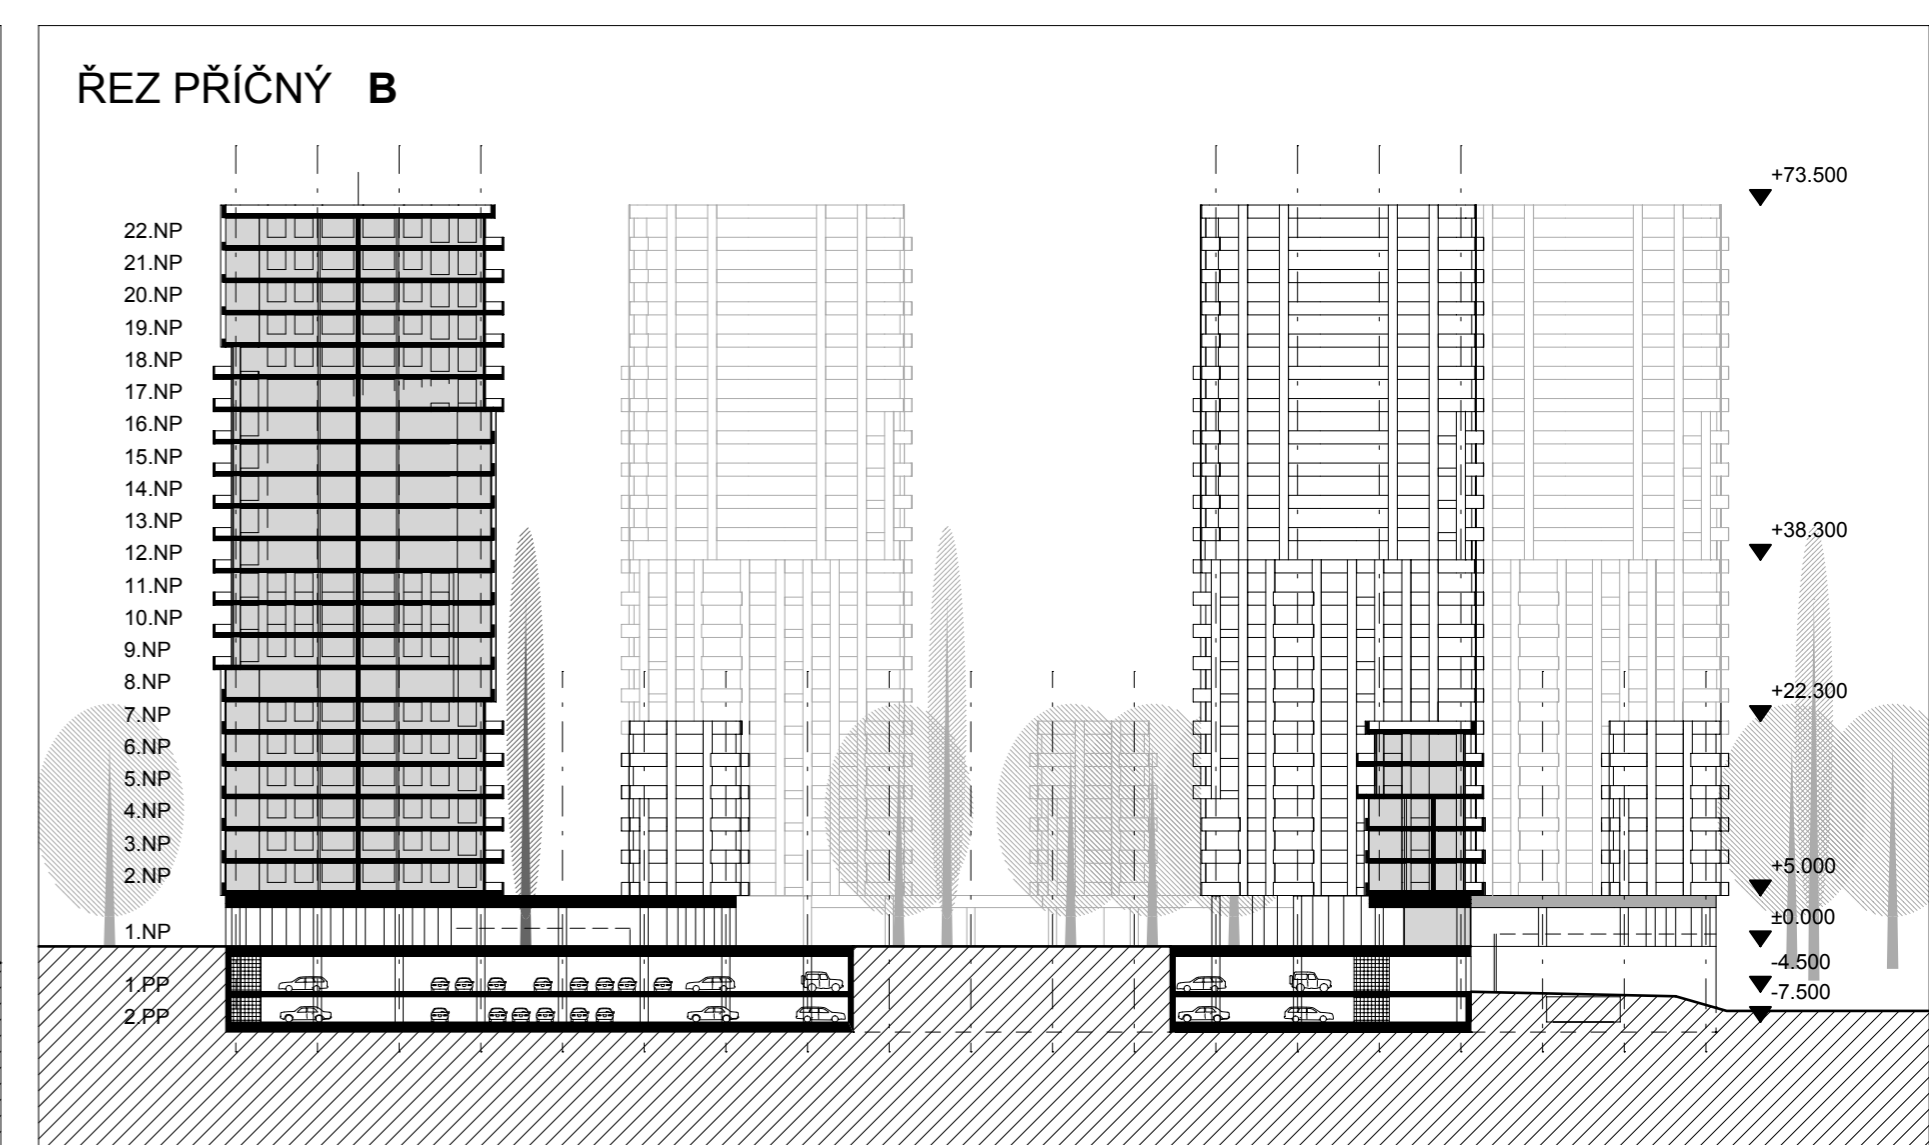 ŘEZ PŘÍČNÝ B
+73.500
22.NP
21.NP
20.NP
19.NP
18.NP
17.NP
16.NP
15.NP
14.NP
13.NP
+38.300
12.NP
11.NP
10.NP
9.NP
8.NP
+22.300
7.NP
6.NP
5.NP
4.NP
3.NP
2.NP
+5.000
±0.000
1.NP
-4.500
1.PP
-7.500
2.PP